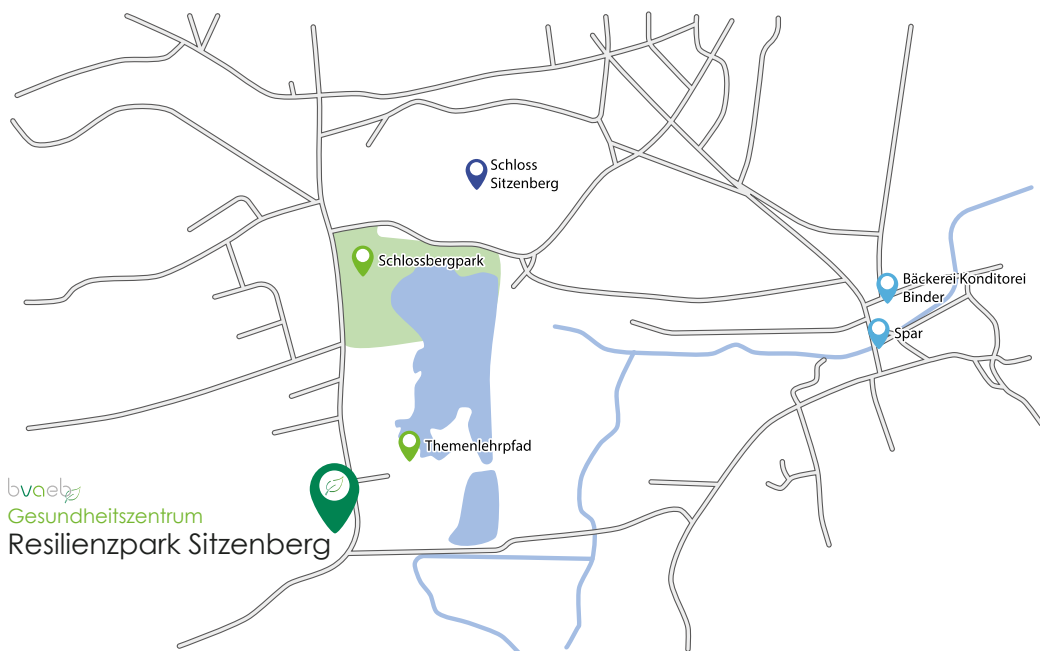 Schloss
Sitzenberg
Schlossbergpark
Bäckerei Konditorei
Binder
Spar
Themenlehrpfad
bvaeb
Gesundheitszentrum
Resilienzpark Sitzenberg